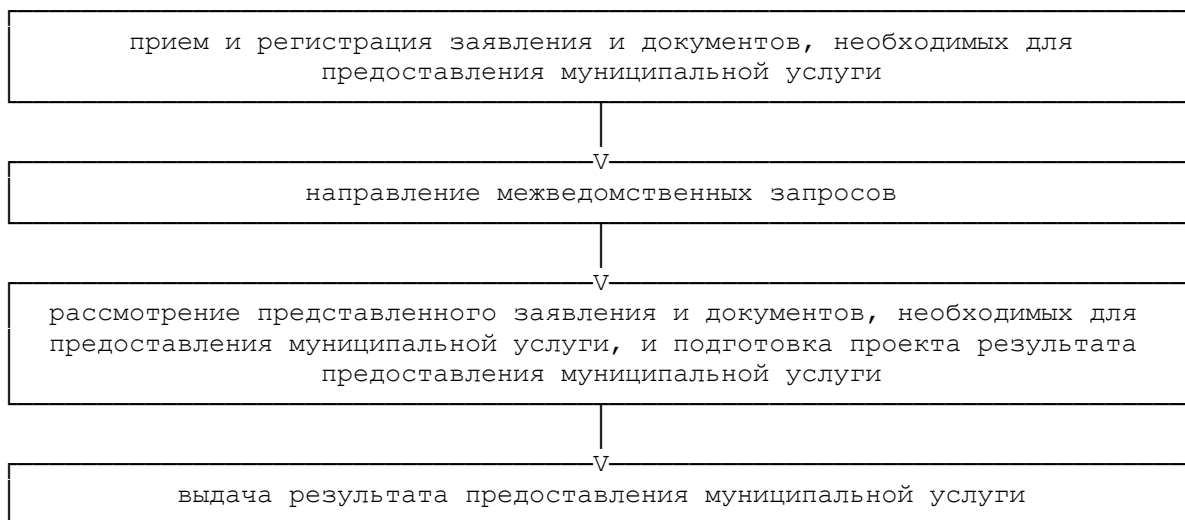 прием и регистрация заявления и документов, необходимых для
предоставления муниципальной услуги
V
направление межведомственных запросов
V
рассмотрение представленного заявления и документов, необходимых для
предоставления муниципальной услуги, и подготовка проекта результата
предоставления муниципальной услуги
V
выдача результата предоставления муниципальной услуги